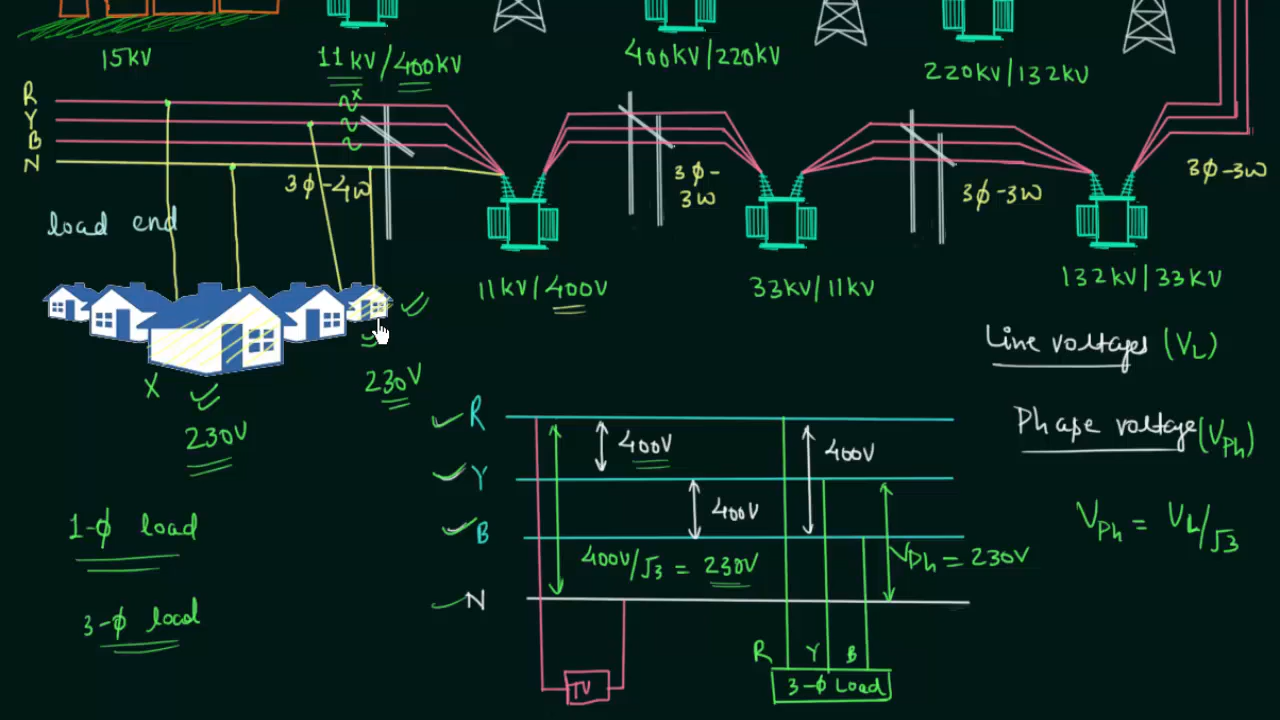 15KV
11KV/400KV
400KV/220KV
220KV/132KV
R
Y
B
N
3ϕ-4W
3ϕ-
3W
3ϕ-3W
3ϕ-3W
load end
11KV/400V
33KV/11KV
132KV/33KV
Line voltages (VL)
Phase voltage (VPh)
VPh = VL/√3
X
230V
230V
1-ϕ load
3-ϕ load
R
Y
B
N
400V
400V
400V
400V/√3 = 230V
VPh = 230V
R Y B
TV
3-ϕ Load